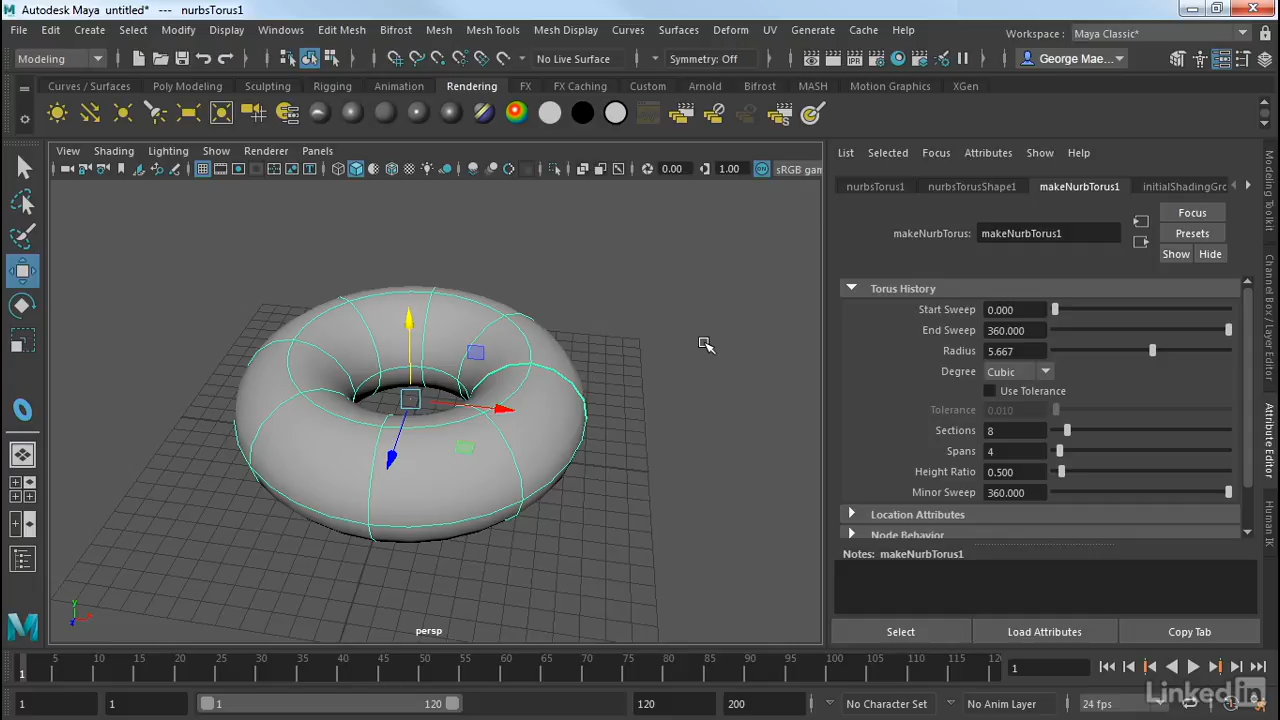 Autodesk Maya untitled* --- nurbsTorus1
File Edit Create Select Modify Display Windows Edit Mesh Bifrost Mesh Mesh Tools Mesh Display Curves Surfaces Deform UV Generate Cache Help
Workspace : Maya Classic*
Modeling No Live Surface Symmetry: Off IPR George Mae...
Curves / Surfaces Poly Modeling Sculpting Rigging Animation Rendering FX FX Caching Custom Arnold Bifrost MASH Motion Graphics XGen
View Shading Lighting Show Renderer Panels
0.00 1.00 ON sRGB gam
List Selected Focus Attributes Show Help
nurbsTorus1 nurbsTorusShape1 makeNurbTorus1 initialShadingGrc
Focus
makeNurbTorus: makeNurbTorus1 Presets
Show Hide
Torus History
Start Sweep 0.000
End Sweep 360.000
Radius 5.667
Degree Cubic
Use Tolerance
Tolerance 0.010
Sections 8
Spans 4
Height Ratio 0.500
Minor Sweep 360.000
Location Attributes
Node Behavior
Notes: makeNurbTorus1
Select Load Attributes Copy Tab
Modeling Toolkit
Channel Box / Layer Editor
Attribute Editor
Human IK
y
x
z
persp
5 10 15 20 25 30 35 40 45 50 55 60 65 70 75 80 85 90 95 100 105 110 115 12
1 1
1 1 1 120 120 200 No Character Set No Anim Layer 24 fps
LinkedIn